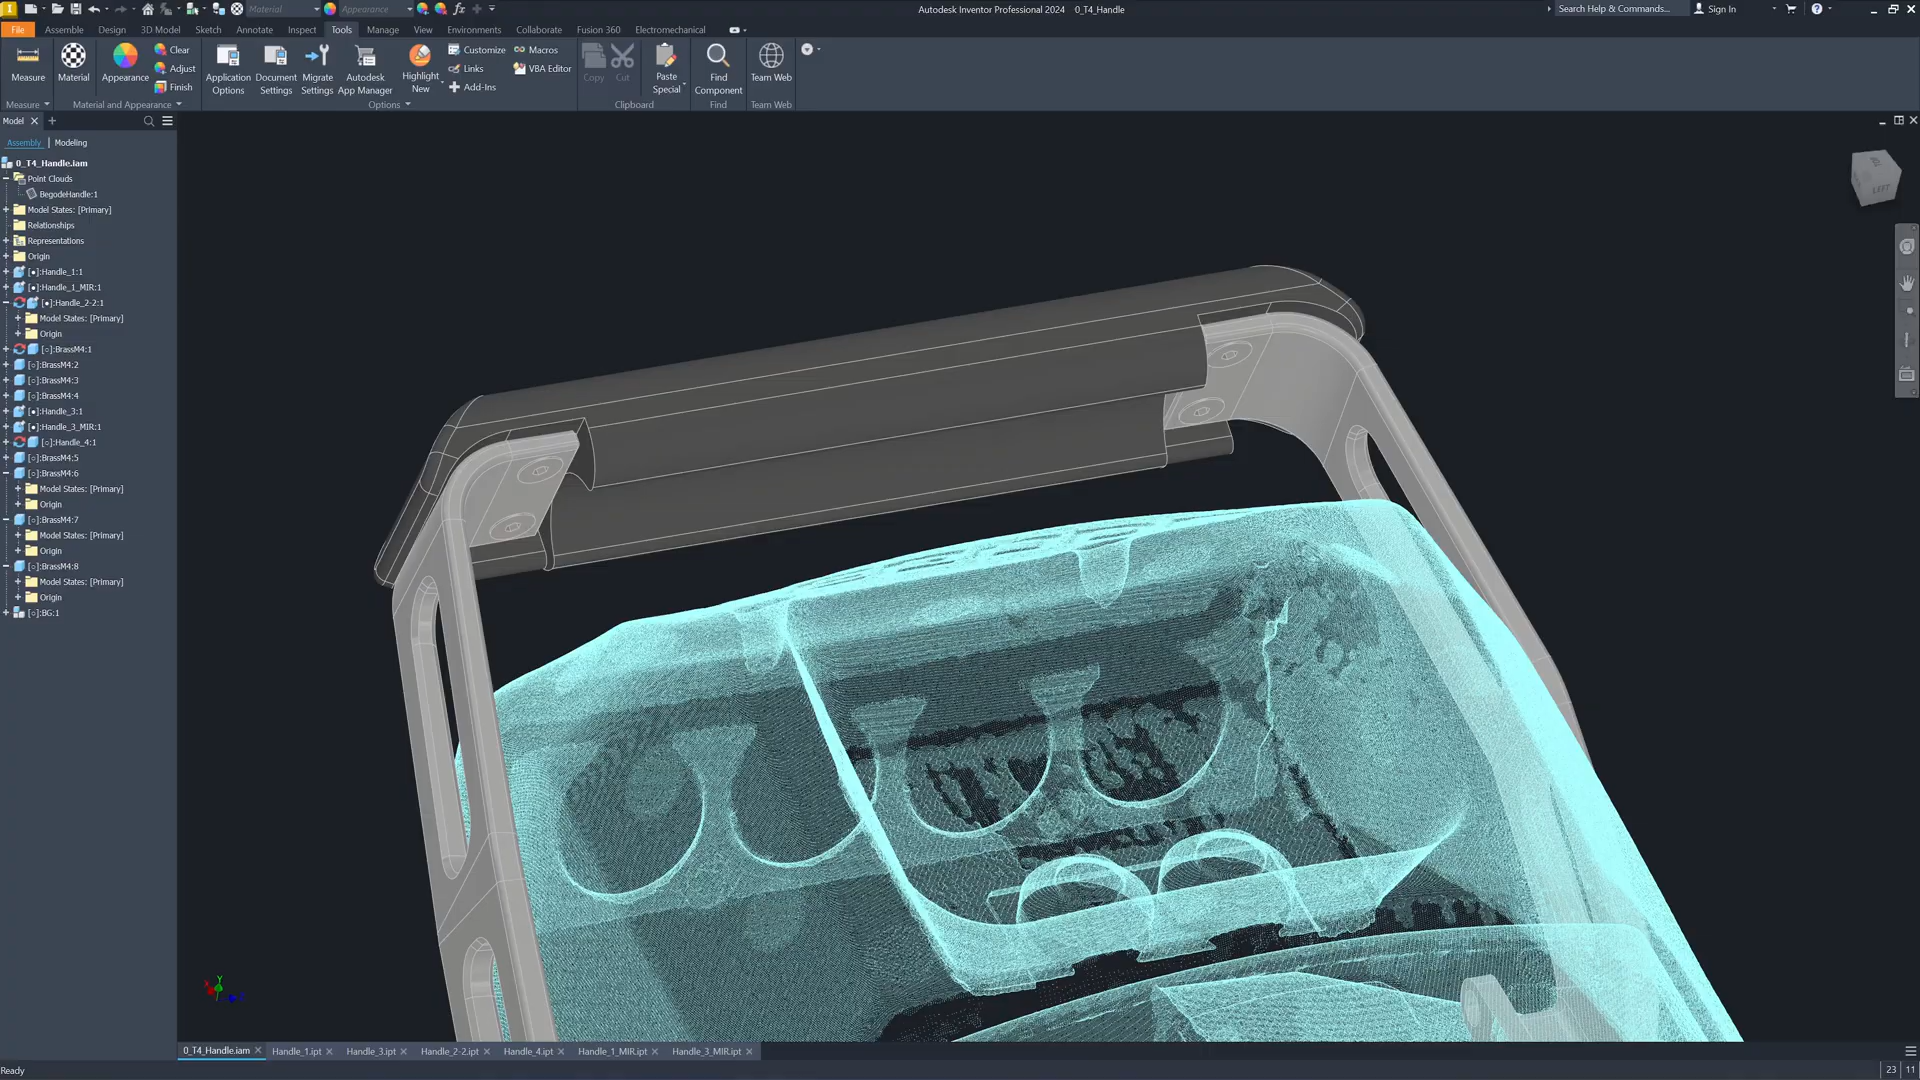 Material
Appearance
Autodesk Inventor Professional 2024 0_T4_Handle
Search Help & Commands...
Sign In
File
Assemble
Design
3D Model
Sketch
Annotate
Inspect
Tools
Manage
View
Environments
Collaborate
Fusion 360
Electromechanical
Measure
Material
Appearance
Clear
Adjust
Finish
Application Options
Document Settings
Migrate Settings
Autodesk App Manager
Highlight New
Customize
Links
Add-Ins
Macros
VBA Editor
Copy
Cut
Paste Special
Find Component
Team Web
Measure
Material and Appearance
Options
Clipboard
Find
Team Web
Model
Assembly | Modeling
0_T4_Handle.iam
Point Clouds
BegodeHandle:1
Model States: [Primary]
Relationships
Representations
Origin
[●]:Handle_1:1
[●]:Handle_1_MIR:1
[●]:Handle_2-2:1
Model States: [Primary]
Origin
[○]:BrassM4:1
[○]:BrassM4:2
[○]:BrassM4:3
[○]:BrassM4:4
[●]:Handle_3:1
[●]:Handle_3_MIR:1
[○]:Handle_4:1
[○]:BrassM4:5
[○]:BrassM4:6
Model States: [Primary]
Origin
[○]:BrassM4:7
Model States: [Primary]
Origin
[○]:BrassM4:8
Model States: [Primary]
Origin
[○]:BG:1
LEFT
Y
0_T4_Handle.iam
Handle_1.ipt
Handle_3.ipt
Handle_2-2.ipt
Handle_4.ipt
Handle_1_MIR.ipt
Handle_3_MIR.ipt
Ready
23 11